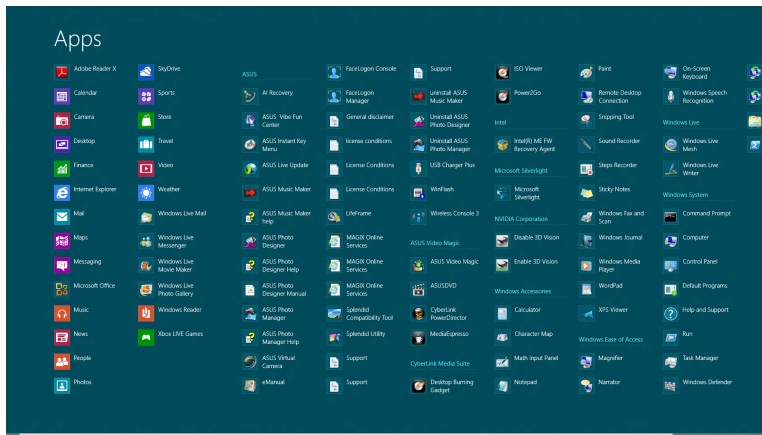 Apps
Adobe Reader X
Calendar
Camera
Desktop
Finance
Internet Explorer
Mail
Maps
Messaging
Microsoft Office
Music
News
People
Photos
SkyDrive
Sports
Store
Travel
Video
Weather
Windows Live Mail
Windows Live
Messenger
Windows Live
Movie Maker
Windows Live
Photo Gallery
Windows Reader
Xbox LIVE Games
ASUS
AI Recovery
ASUS Vibe Fun
Center
ASUS Instant Key
Menu
ASUS Live Update
ASUS Music Maker
ASUS Music Maker
help
ASUS Photo
Designer
ASUS Photo
Designer Help
ASUS Photo
Designer Manual
ASUS Photo
Manager
ASUS Photo
Manager Help
ASUS Virtual
Camera
eManual
FaceLogon Console
FaceLogon
Manager
General disclaimer
license conditions
License Conditions
License Conditions
LifeFrame
MAGIX Online
Services
MAGIX Online
Services
MAGIX Online
Services
Splendid
Compatibility Tool
Splendid Utility
Support
Support
Support
uninstall ASUS
Music Maker
Uninstall ASUS
Photo Designer
Uninstall ASUS
Photo Manager
USB Charger Plus
WinFlash
Wireless Console 3
ASUS Video Magic
ASUS Video Magic
ASUSDVD
CyberLink
PowerDirector
MediaEspresso
CyberLink Media Suite
Desktop Burning
Gadget
ISO Viewer
Power2Go
Intel
Intel(R) ME FW
Recovery Agent
Microsoft Silverlight
Microsoft
Silverlight
NVIDIA Corporation
Disable 3D Vision
Enable 3D Vision
Windows Accessories
Calculator
Character Map
Math Input Panel
Notepad
Paint
Remote Desktop
Connection
Snipping Tool
Sound Recorder
Steps Recorder
Sticky Notes
Windows Fax and
Scan
Windows Journal
Windows Media
Player
WordPad
XPS Viewer
Windows Ease of Access
Magnifier
Narrator
On-Screen
Keyboard
Windows Speech
Recognition
Windows Live
Windows Live
Mesh
Windows Live
Writer
Windows System
Command Prompt
Computer
Control Panel
Default Programs
Help and Support
Run
Task Manager
Windows Defender